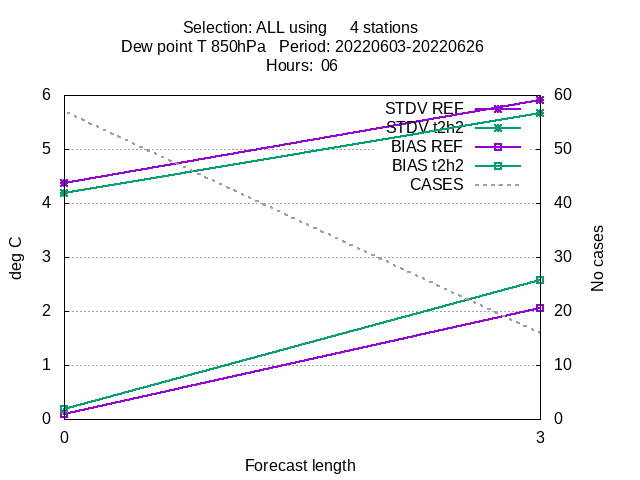 Selection: ALL using 4 stations
Dew point T 850hPa Period: 20220603-20220626
Hours: 06
6 60
STDV REF
STDV t2h2
5 50
BIAS REF
BIAS t2h2
CASES
4 40
3 30
2 20
1 10
0 0
deg C
No cases
0 3
Forecast length